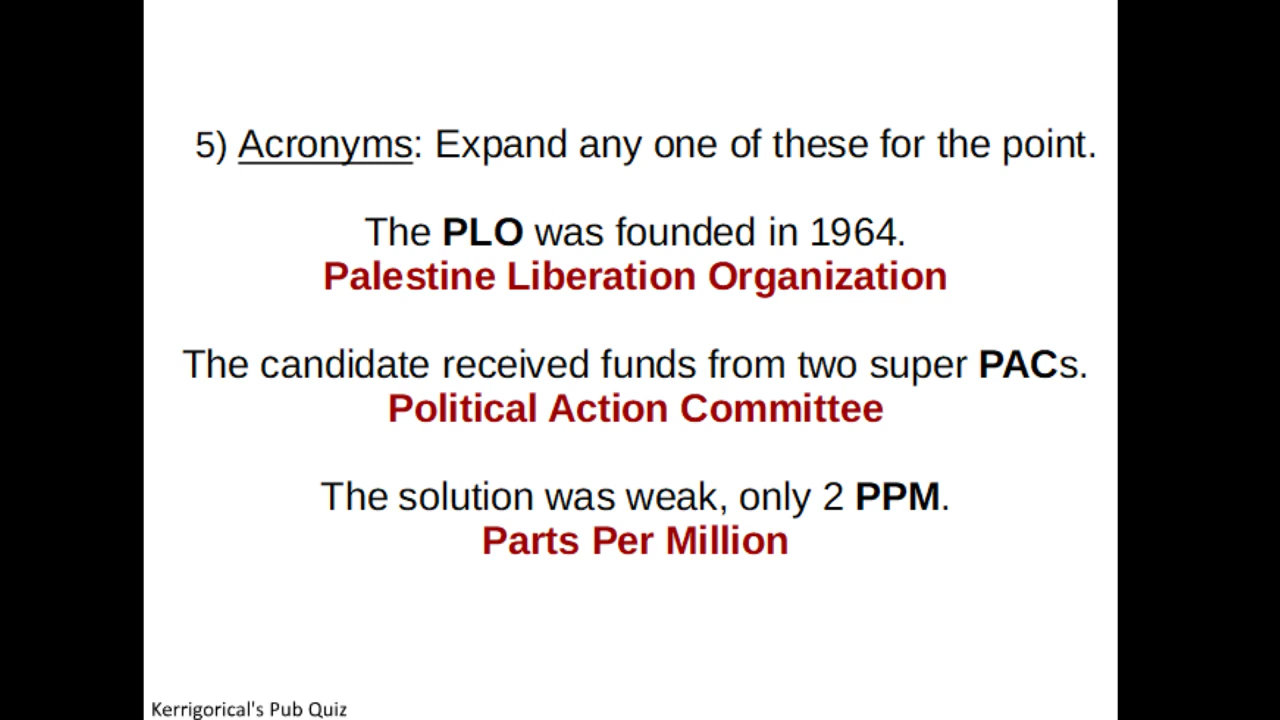 5) Acronyms: Expand any one of these for the point.
The PLO was founded in 1964.
Palestine Liberation Organization
The candidate received funds from two super PACs.
Political Action Committee
The solution was weak, only 2 PPM.
Parts Per Million
Kerrigorical's Pub Quiz